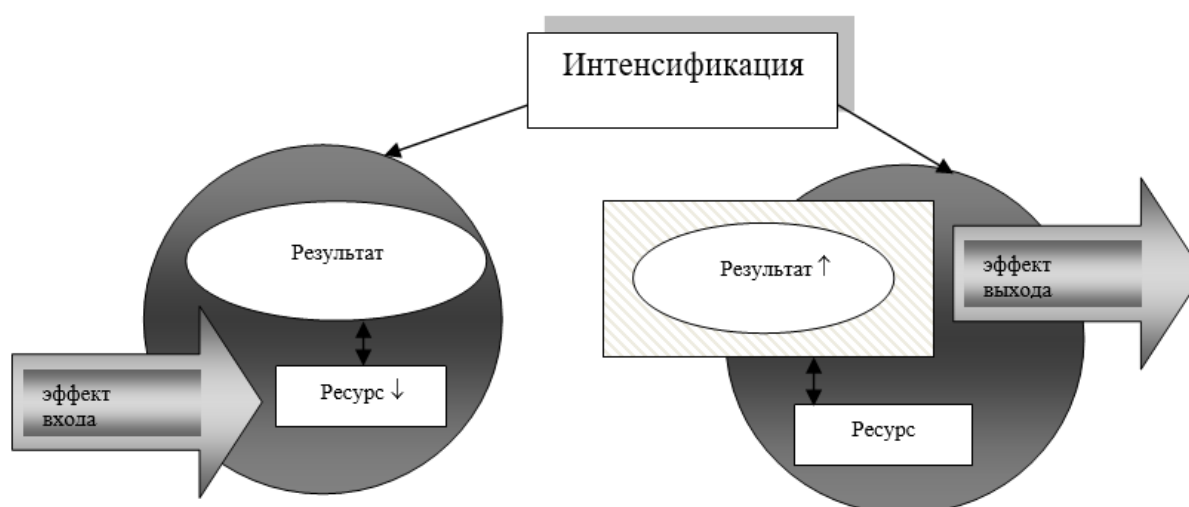 Интенсификация
Результат
Результат ↑
эффект
выхода
эффект
входа
Ресурс ↓
Ресурс